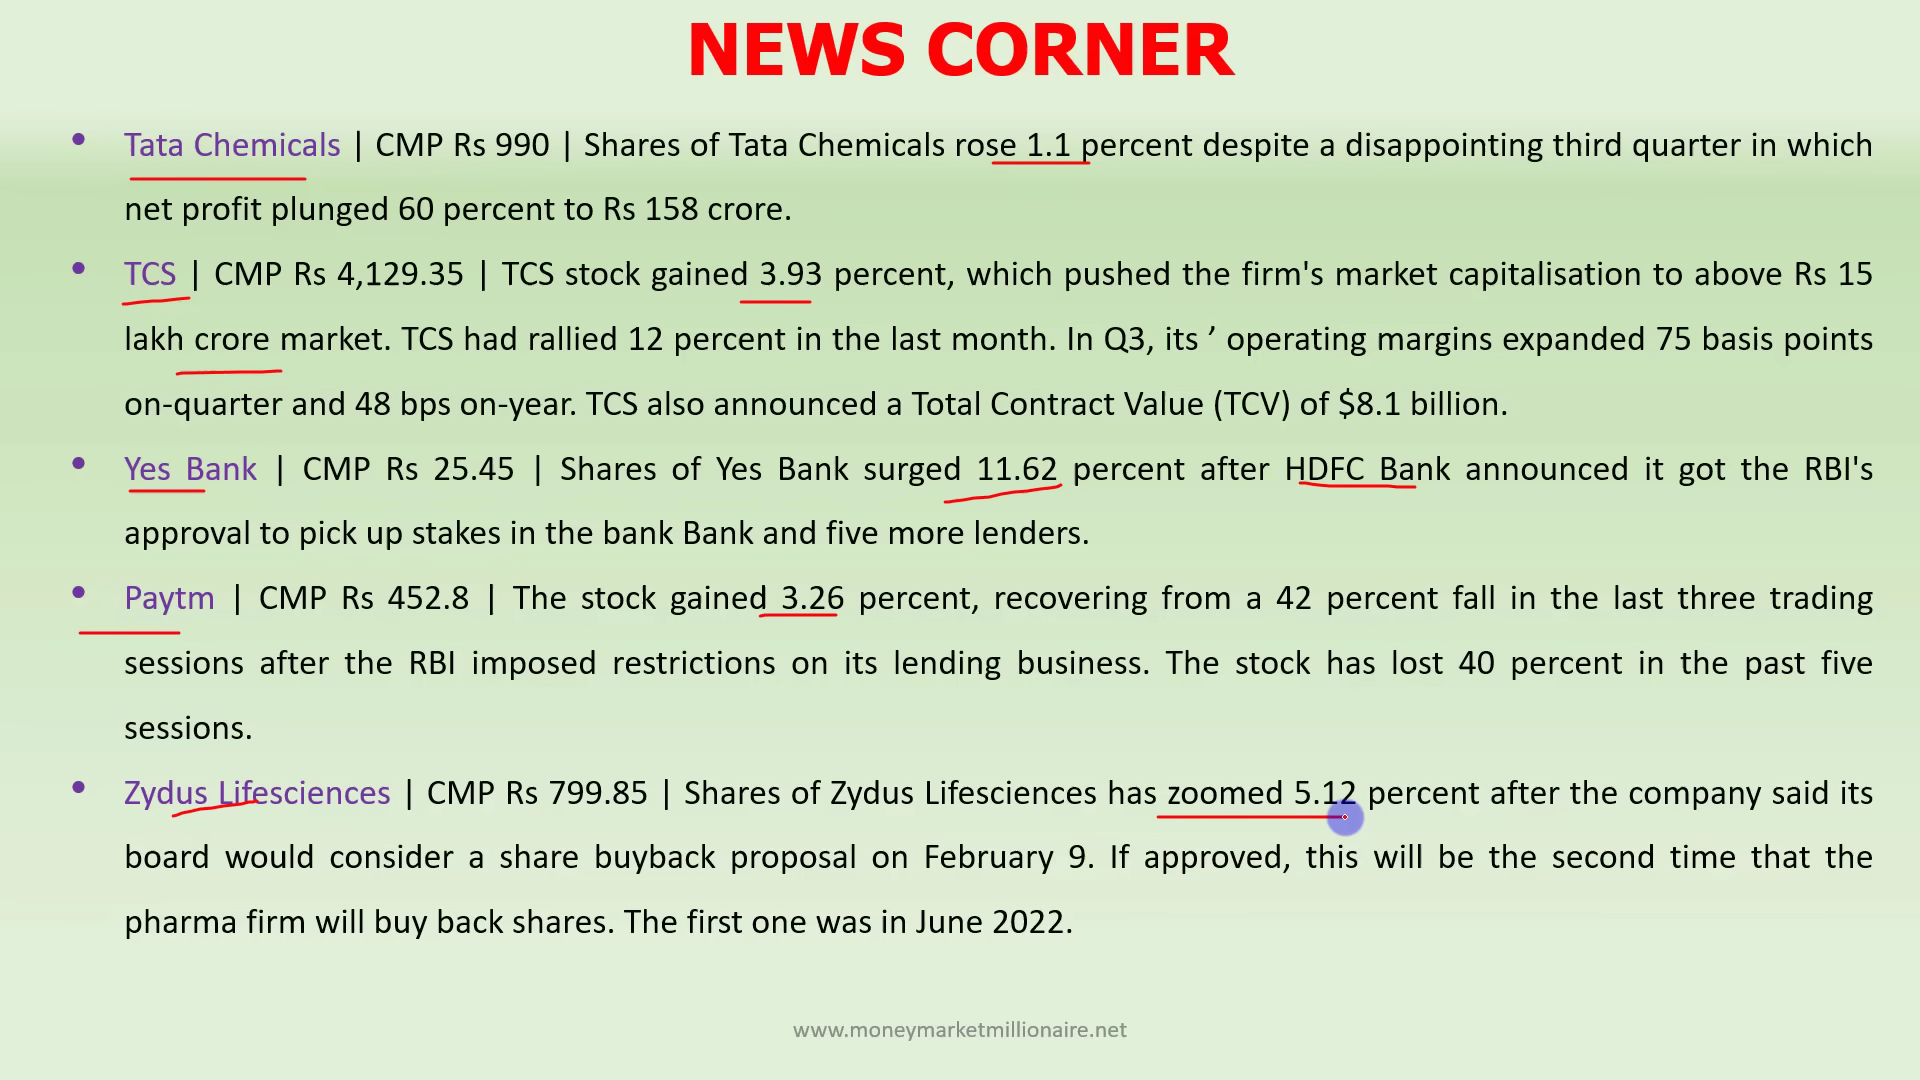 NEWS CORNER
• Tata Chemicals | CMP Rs 990 | Shares of Tata Chemicals rose 1.1 percent despite a disappointing third quarter in which
net profit plunged 60 percent to Rs 158 crore.
• TCS | CMP Rs 4,129.35 | TCS stock gained 3.93 percent, which pushed the firm's market capitalisation to above Rs 15
lakh crore market. TCS had rallied 12 percent in the last month. In Q3, its ’ operating margins expanded 75 basis points
on-quarter and 48 bps on-year. TCS also announced a Total Contract Value (TCV) of $8.1 billion.
• Yes Bank | CMP Rs 25.45 | Shares of Yes Bank surged 11.62 percent after HDFC Bank announced it got the RBI's
approval to pick up stakes in the bank Bank and five more lenders.
• Paytm | CMP Rs 452.8 | The stock gained 3.26 percent, recovering from a 42 percent fall in the last three trading
sessions after the RBI imposed restrictions on its lending business. The stock has lost 40 percent in the past five
sessions.
• Zydus Lifesciences | CMP Rs 799.85 | Shares of Zydus Lifesciences has zoomed 5.12 percent after the company said its
board would consider a share buyback proposal on February 9. If approved, this will be the second time that the
pharma firm will buy back shares. The first one was in June 2022.
www.moneymarketmillionaire.net